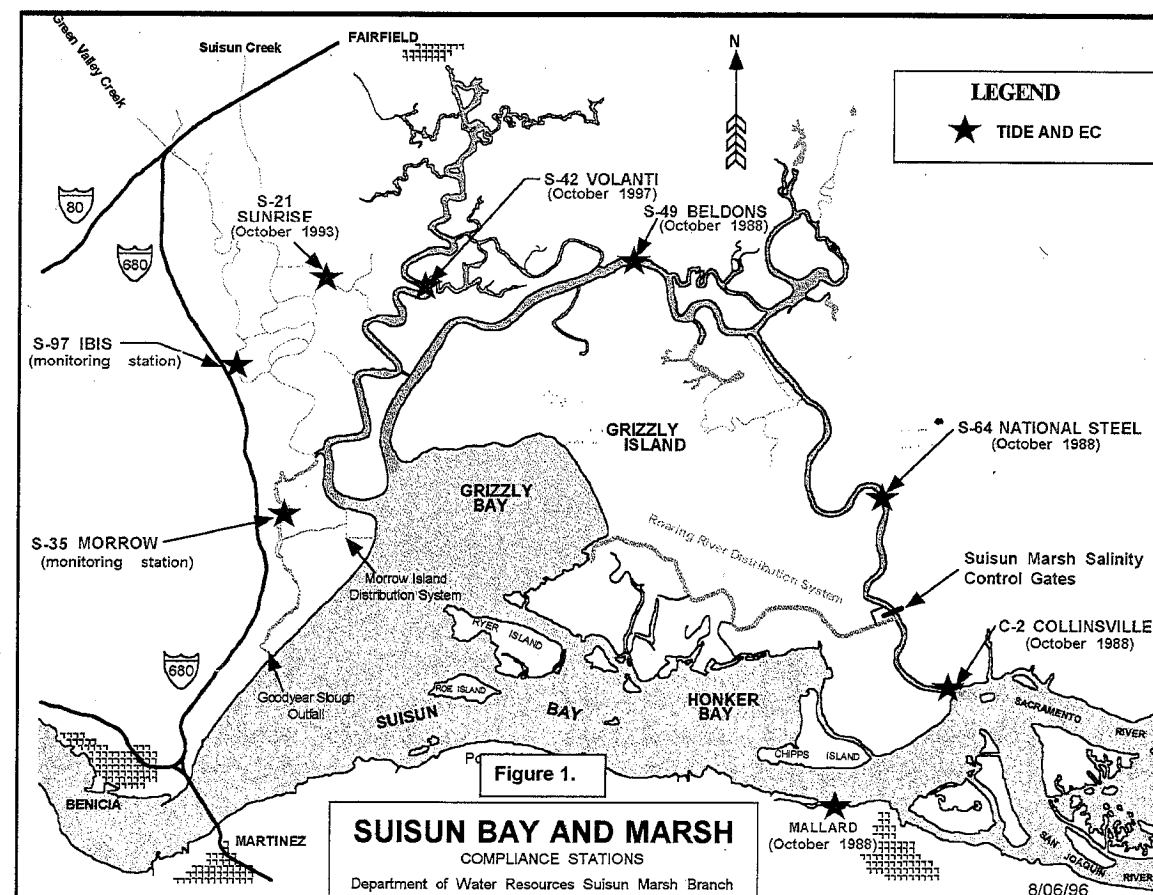 Green Valley Creek
Suisun Creek
FAIRFIELD
N
LEGEND
TIDE AND EC
80
680
S-21
SUNRISE
(October 1993)
S-42 VOLANTI
(October 1997)
S-49 BELDONS
(October 1988)
S-97 IBIS
(monitoring station)
GRIZZLY
ISLAND
S-64 NATIONAL STEEL
(October 1988)
GRIZZLY
BAY
S-35 MORROW
(monitoring station)
Roaring River Distribution System
Morrow Island
Distribution System
Suisun Marsh Salinity
Control Gates
C-2 COLLINSVILLE
(October 1988)
RYER ISLAND
680
Goodyear Slough
Outfall
ROE ISLAND
SUISUN BAY
HONKER
BAY
SACRAMENTO
RIVER
CHIPPS ISLAND
Figure 1.
BENICIA
MARTINEZ
MALLARD
(October 1988)
SAN
JOAQUIN
RIVER
SUISUN BAY AND MARSH
COMPLIANCE STATIONS
Department of Water Resources Suisun Marsh Branch
8/06/96